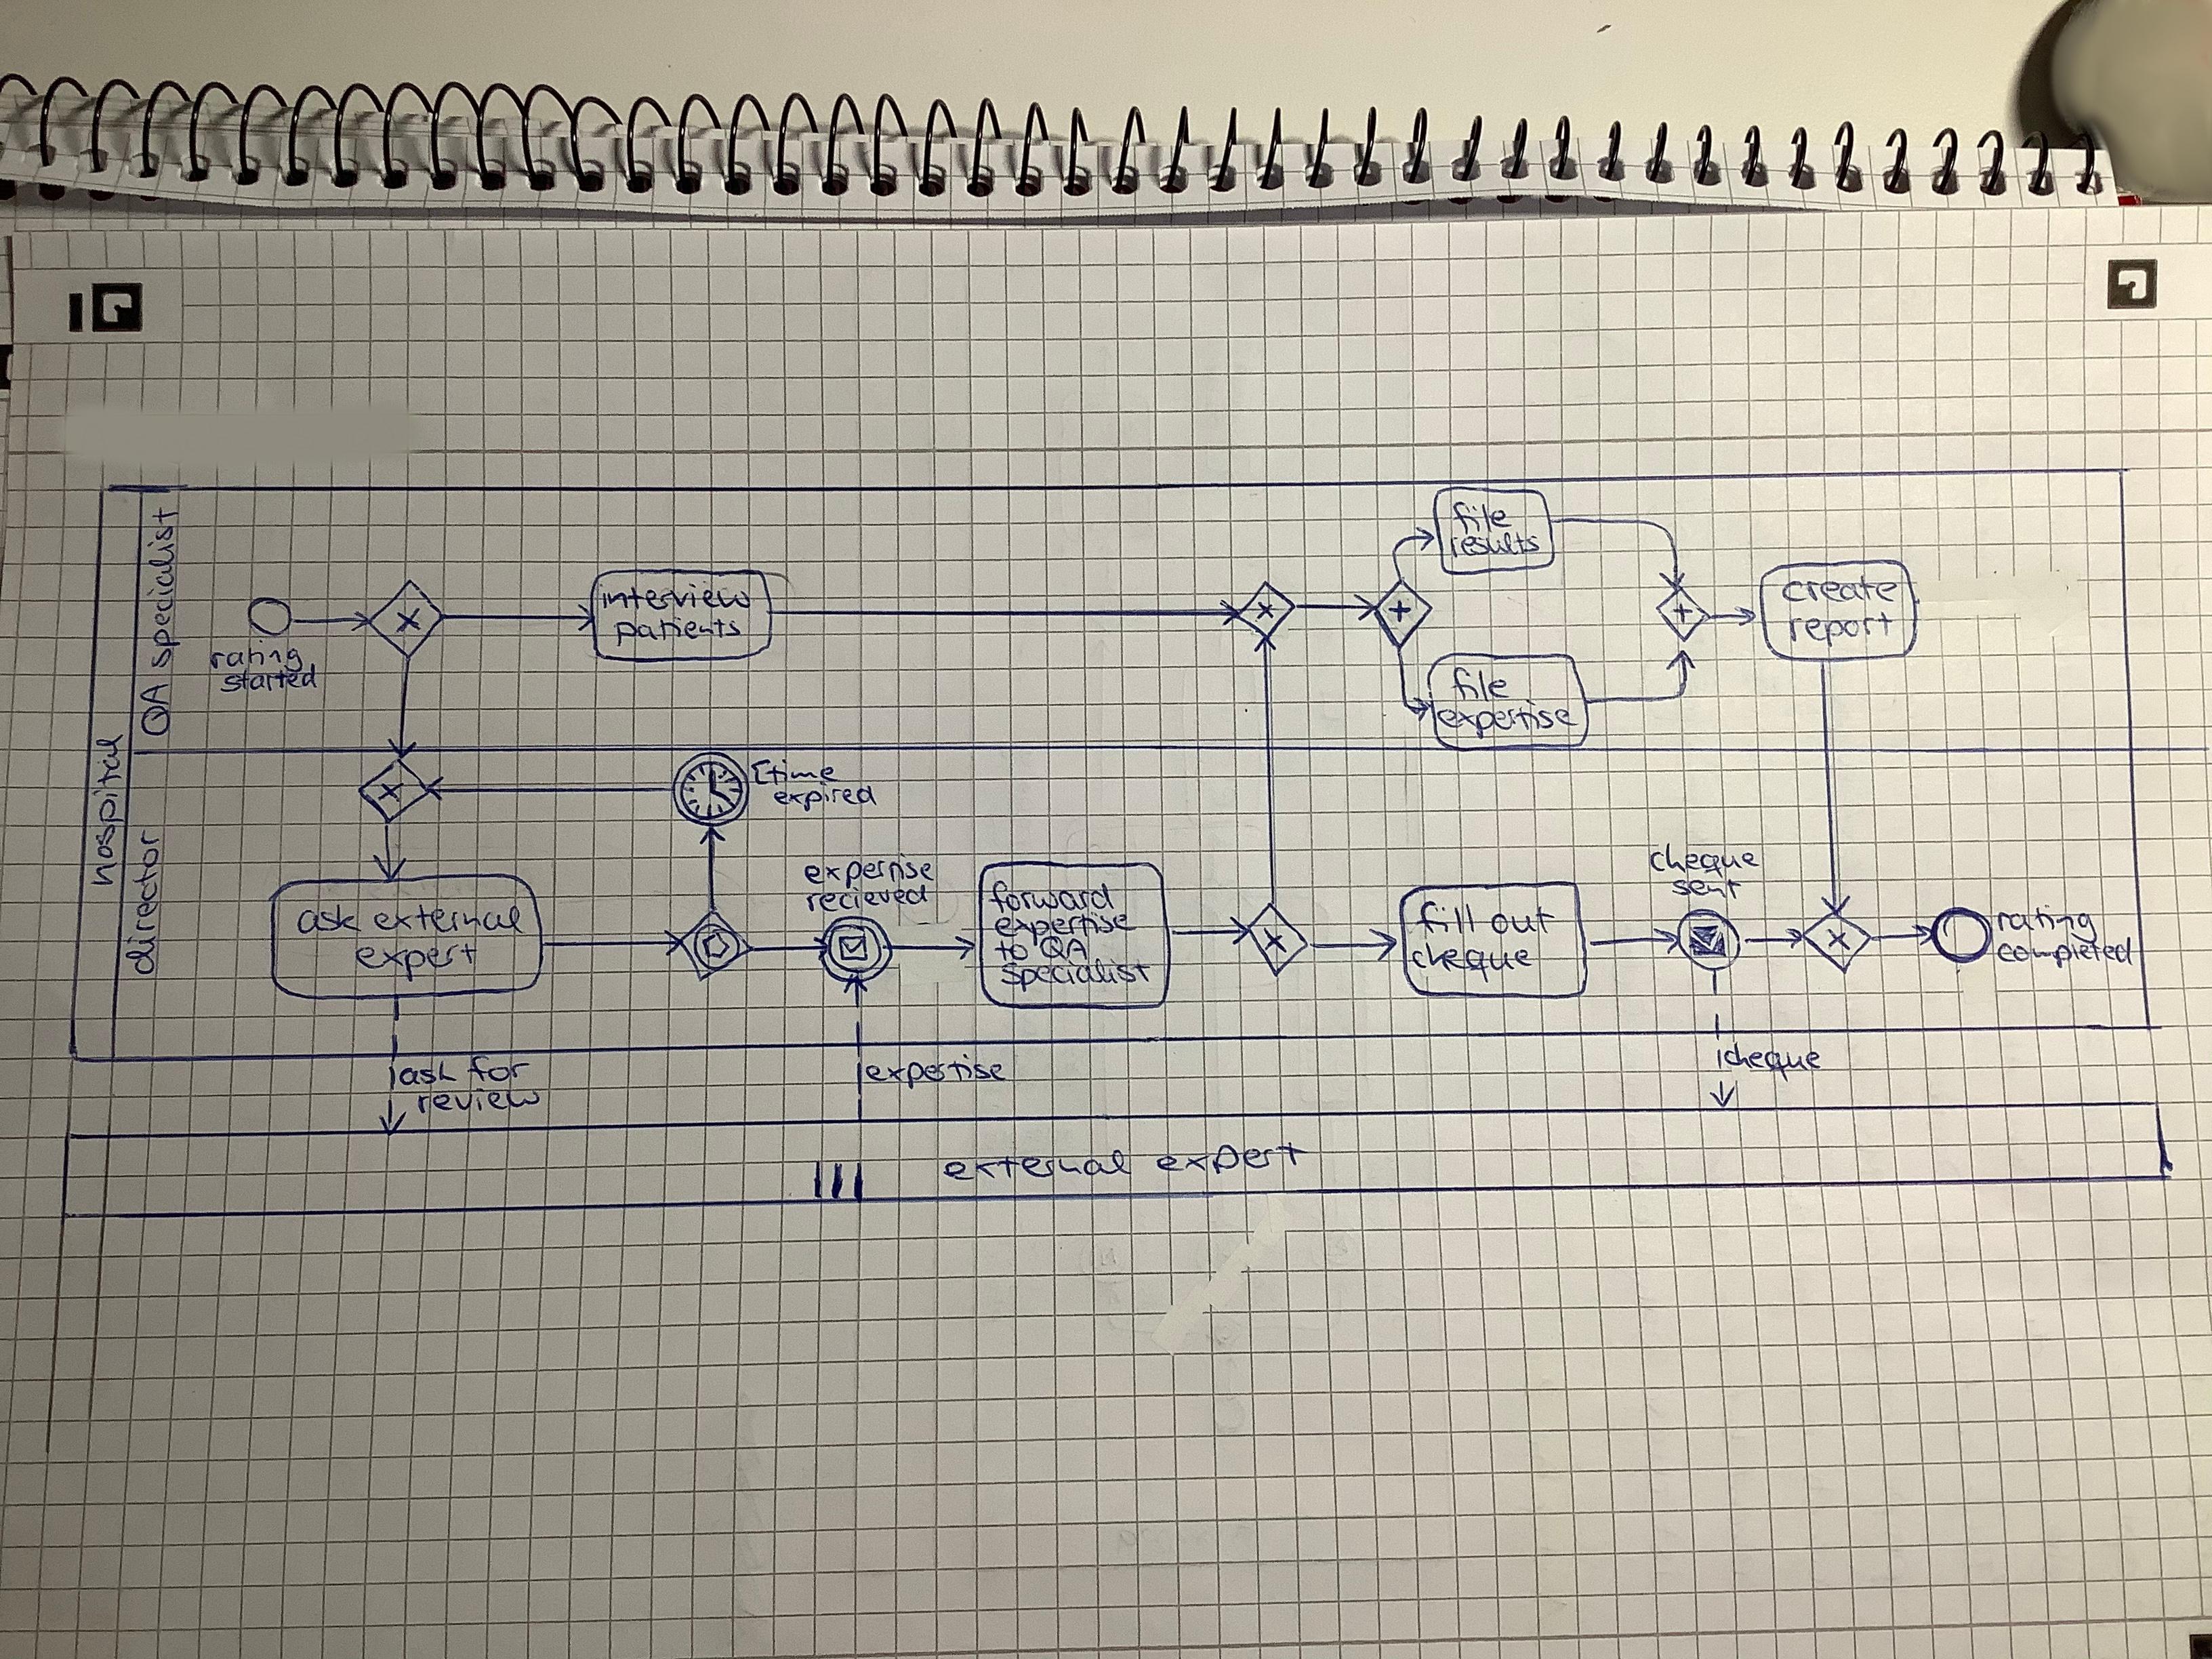 hospital
QA specialist
director
rating
started
interview
patients
file
results
file
expertise
create
report
time
expired
ask external
expert
expertise
recieved
forward
expertise
to QA
specialist
fill out
cheque
cheque
sent
rating
completed
ask for
review
expertise
cheque
external expert